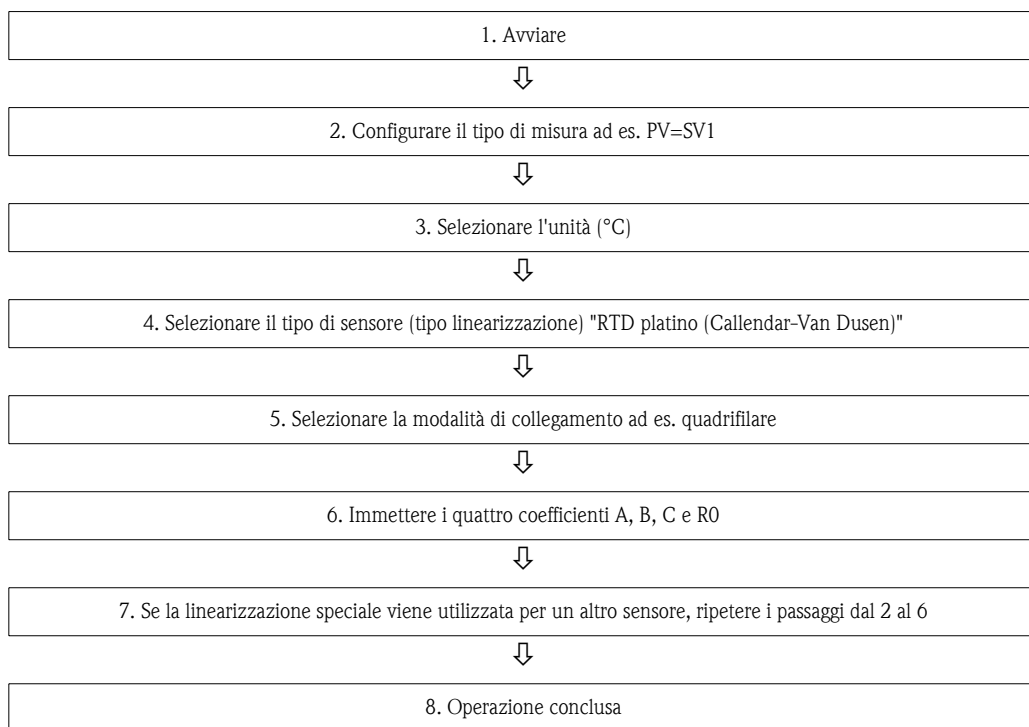 1. Avviare
2. Configurare il tipo di misura ad es. PV=SV1
3. Selezionare l'unità (°C)
4. Selezionare il tipo di sensore (tipo linearizzazione) "RTD platino (Callendar-Van Dusen)"
5. Selezionare la modalità di collegamento ad es. quadrifilare
6. Immettere i quattro coefficienti A, B, C e R0
7. Se la linearizzazione speciale viene utilizzata per un altro sensore, ripetere i passaggi dal 2 al 6
8. Operazione conclusa